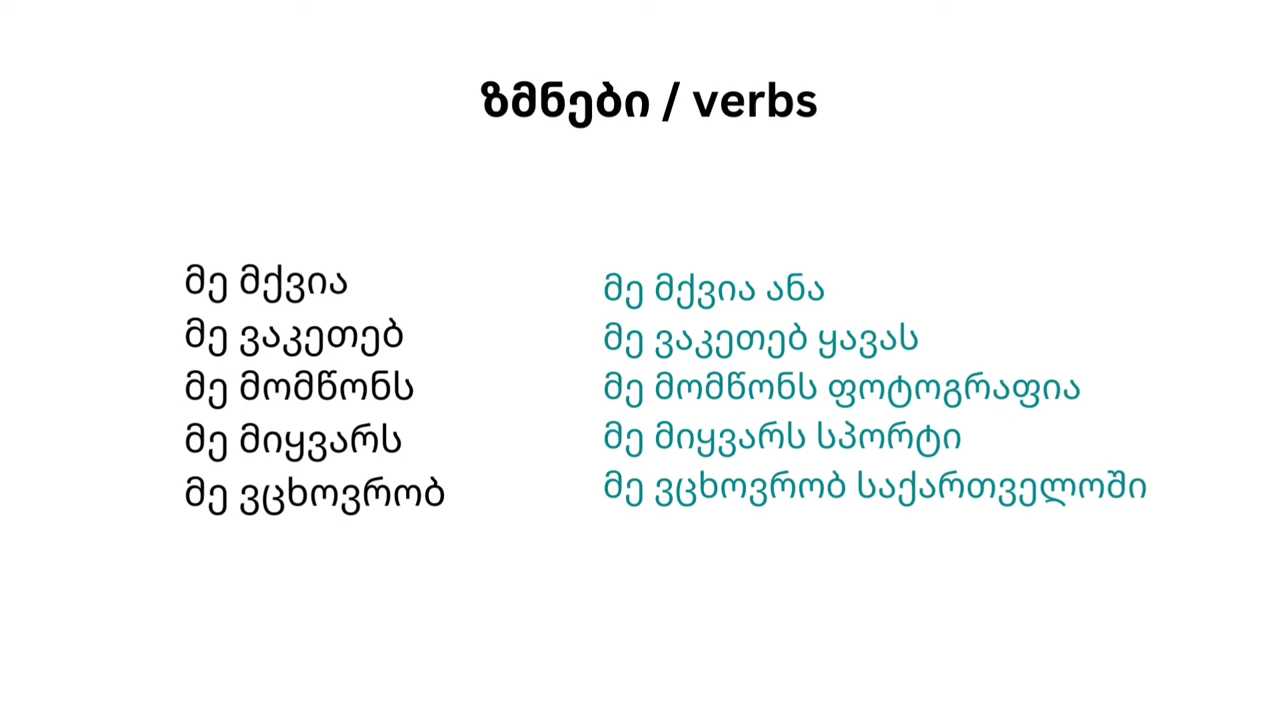 ზმნები / verbs
მე მქვია
მე ვაკეთებ
მე მომწონს
მე მიყვარს
მე ვცხოვრობ
მე მქვია ანა
მე ვაკეთებ ყავას
მე მომწონს ფოტოგრაფია
მე მიყვარს სპორტი
მე ვცხოვრობ საქართველოში